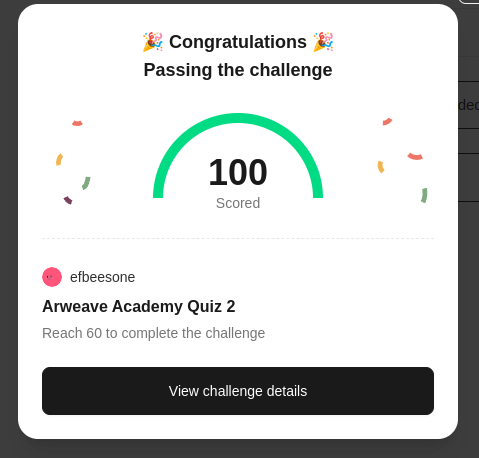 🎉 Congratulations 🎉
Passing the challenge
100
Scored
efbeesone
Arweave Academy Quiz 2
Reach 60 to complete the challenge
View challenge details